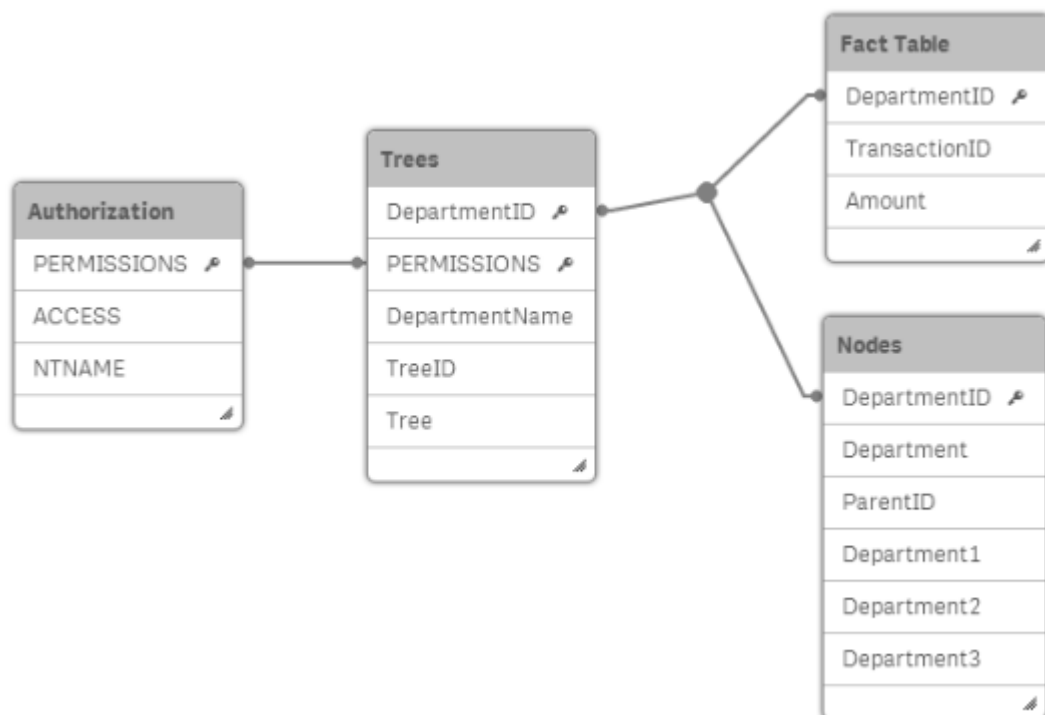 Authorization
PERMISSIONS
ACCESS
NTNAME
Trees
DepartmentID
PERMISSIONS
DepartmentName
TreeID
Tree
Fact Table
DepartmentID
TransactionID
Amount
Nodes
DepartmentID
Department
ParentID
Department1
Department2
Department3